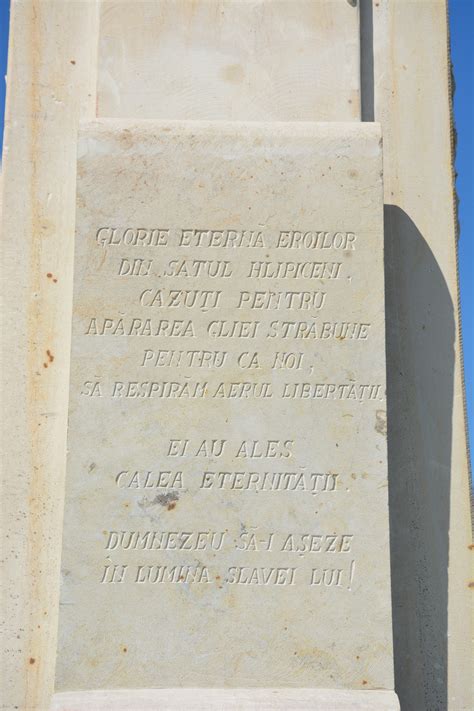 GLORIE ETERNĂ EROILOR
DIN SATUL HLIPICENI,
CĂZUȚI PENTRU
APĂRAREA GLIEI STRĂBUNE
PENTRU CA NOI,
SĂ RESPIRĂM AERUL LIBERTĂȚII.
EI AU ALES
CALEA ETERNITĂȚII.
DUMNEZEU SĂ-I AȘEZE
ÎN LUMINA SLAVEI LUI!